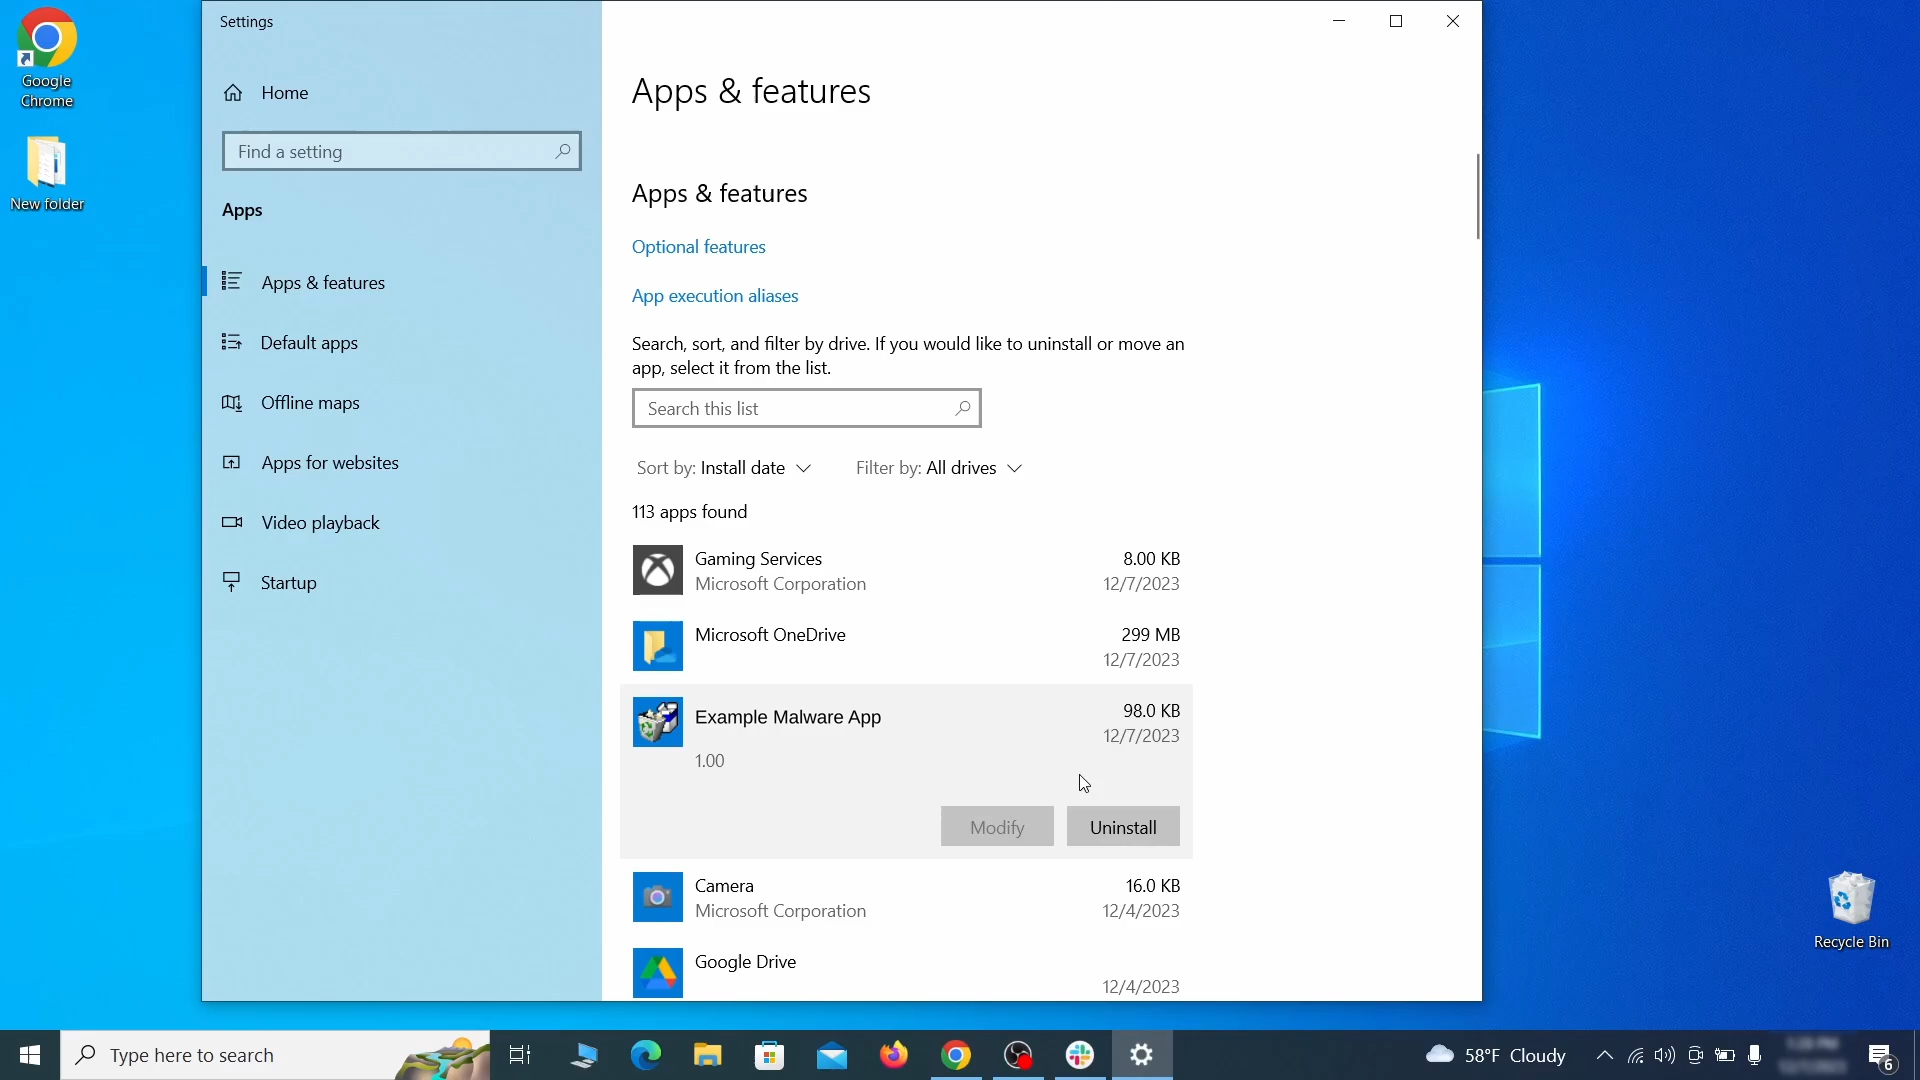 Google
Chrome
New folder
Settings
Home
Find a setting
Apps
Apps & features
Default apps
Offline maps
Apps for websites
Video playback
Startup
Apps & features
Apps & features
Optional features
App execution aliases
Search, sort, and filter by drive. If you would like to uninstall or move an
app, select it from the list.
Search this list
Sort by: Install date Filter by: All drives
113 apps found
Gaming Services 8.00 KB
Microsoft Corporation 12/7/2023
Microsoft OneDrive 299 MB
12/7/2023
Example Malware App 98.0 KB
12/7/2023
1.00
Modify Uninstall
Camera 16.0 KB
Microsoft Corporation 12/4/2023
Google Drive
12/4/2023
Recycle Bin
Type here to search
58°F Cloudy
6